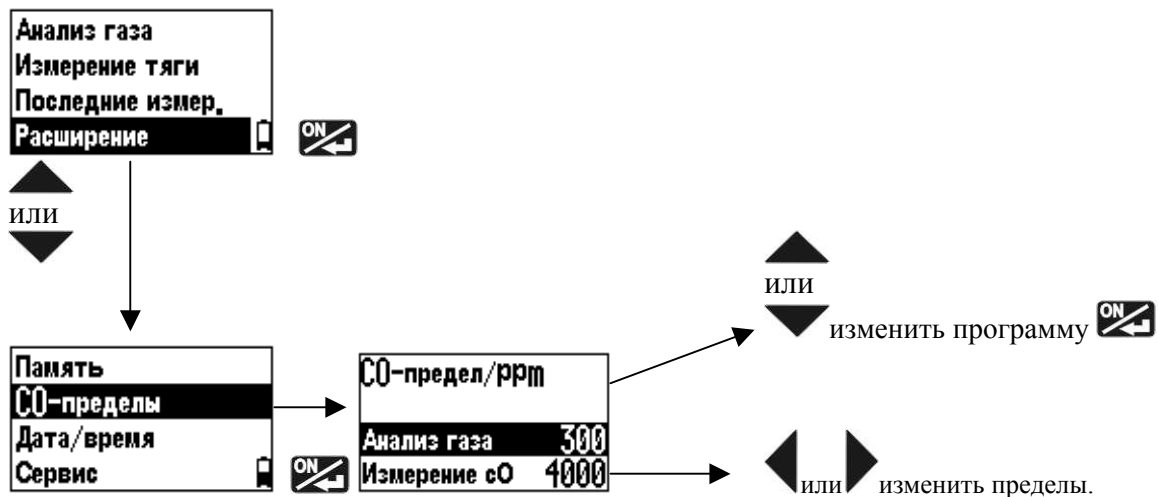 Анализ газа
Измерение тяги
Последние измер.
Расширение
ON
или
или
изменить программу ON
Память
CO-пределы
Дата/время
Сервис
ON
CO-предел/ppm
Анализ газа 300
Измерение cO 4000
или изменить пределы.